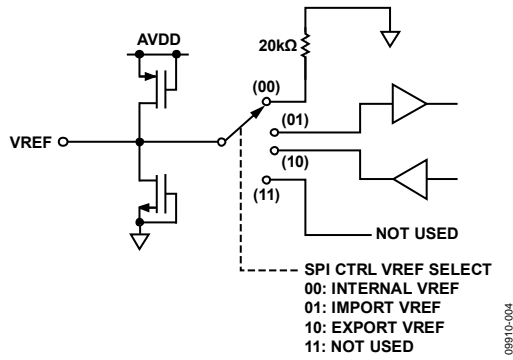 AVDD
20kΩ
(00)
(01)
VREF
(10)
(11)
NOT USED
SPI CTRL VREF SELECT
00: INTERNAL VREF
01: IMPORT VREF
10: EXPORT VREF
11: NOT USED
09910-004